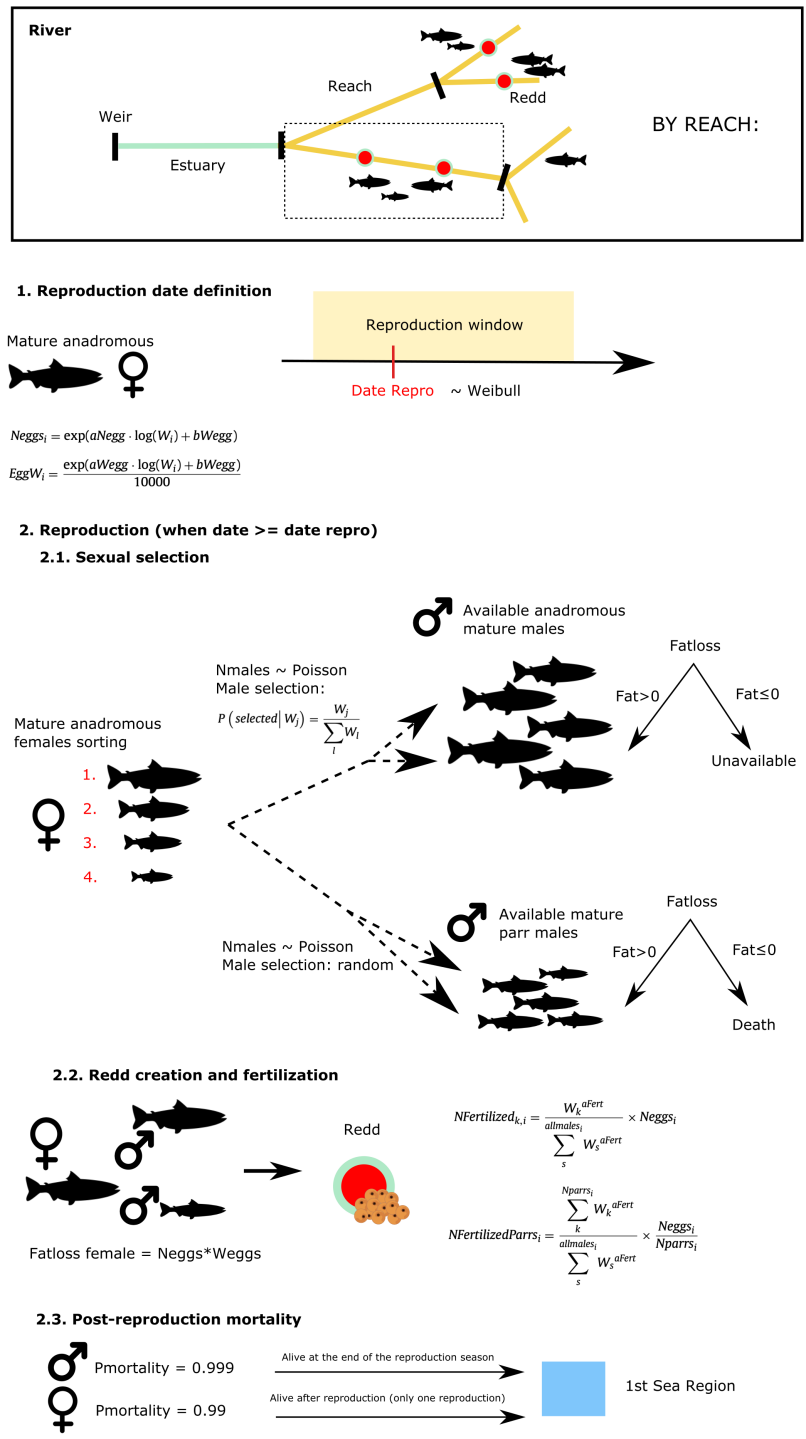 River
Weir
Estuary
Reach
Redd
BY REACH:
1. Reproduction date definition
Mature anadromous
Reproduction window
Date Repro ~ Weibull
Neggs_i = exp(aNegg · log(W_i) + bWegg)
EggW_i = exp(aWegg · log(W_i) + bWegg) / 10000
2. Reproduction (when date >= date repro)
2.1. Sexual selection
Mature anadromous
females sorting
1.
2.
3.
4.
Nmales ~ Poisson
Male selection:
P (selected | W_j) = W_j / ∑_l W_l
Available anadromous
mature males
Fatloss
Fat>0
Fat≤0
Unavailable
Nmales ~ Poisson
Male selection: random
Available mature
parr males
Fatloss
Fat>0
Fat≤0
Death
2.2. Redd creation and fertilization
Redd
Fatloss female = Neggs*Weggs
NFertilized_{k,i} = W_k^{aFert} / ∑_s^{allmales_i} W_s^{aFert} × Neggs_i
NFertilizedParrs_i = ∑_k^{Nparrs_i} W_k^{aFert} / ∑_s^{allmales_i} W_s^{aFert} × Neggs_i / Nparrs_i
2.3. Post-reproduction mortality
Pmortality = 0.999
Alive at the end of the reproduction season
Pmortality = 0.99
Alive after reproduction (only one reproduction)
1st Sea Region